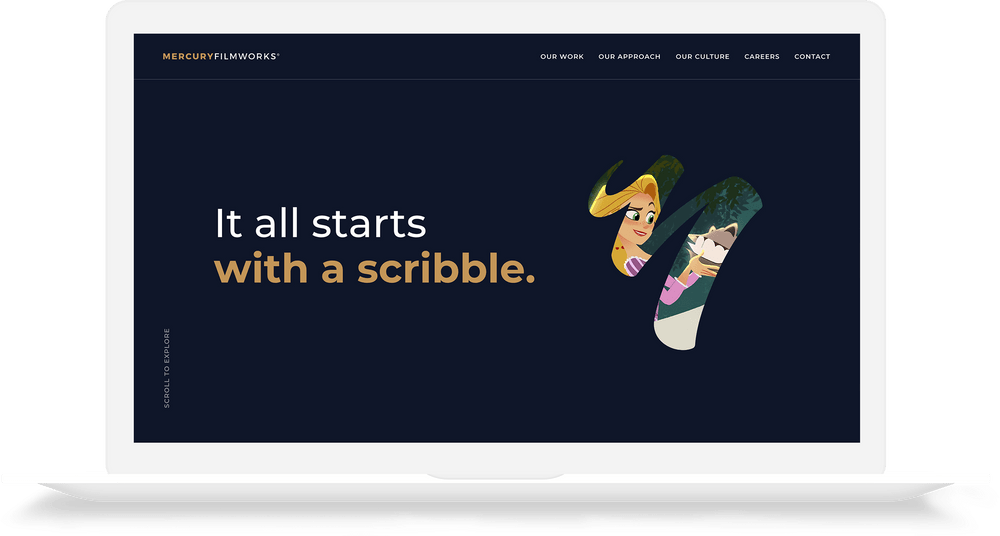 MERCURYFILMWORKS®
OUR WORK OUR APPROACH OUR CULTURE CAREERS CONTACT
It all starts
with a scribble.
SCROLL TO EXPLORE